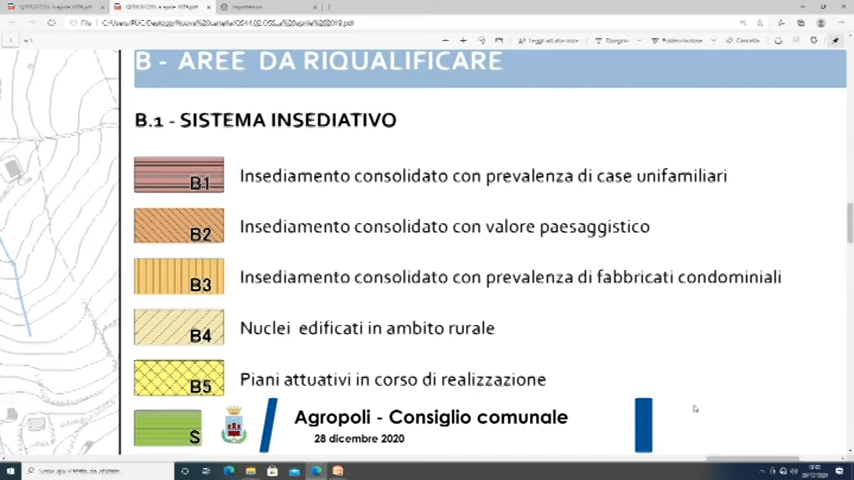 File
B - AREE DA RIQUALIFICARE
B.1 - SISTEMA INSEDIATIVO
B1 Insediamento consolidato con prevalenza di case unifamiliari
B2 Insediamento consolidato con valore paesaggistico
B3 Insediamento consolidato con prevalenza di fabbricati condominiali
B4 Nuclei edificati in ambito rurale
B5 Piani attuativi in corso di realizzazione
S
Agropoli - Consiglio comunale
28 dicembre 2020